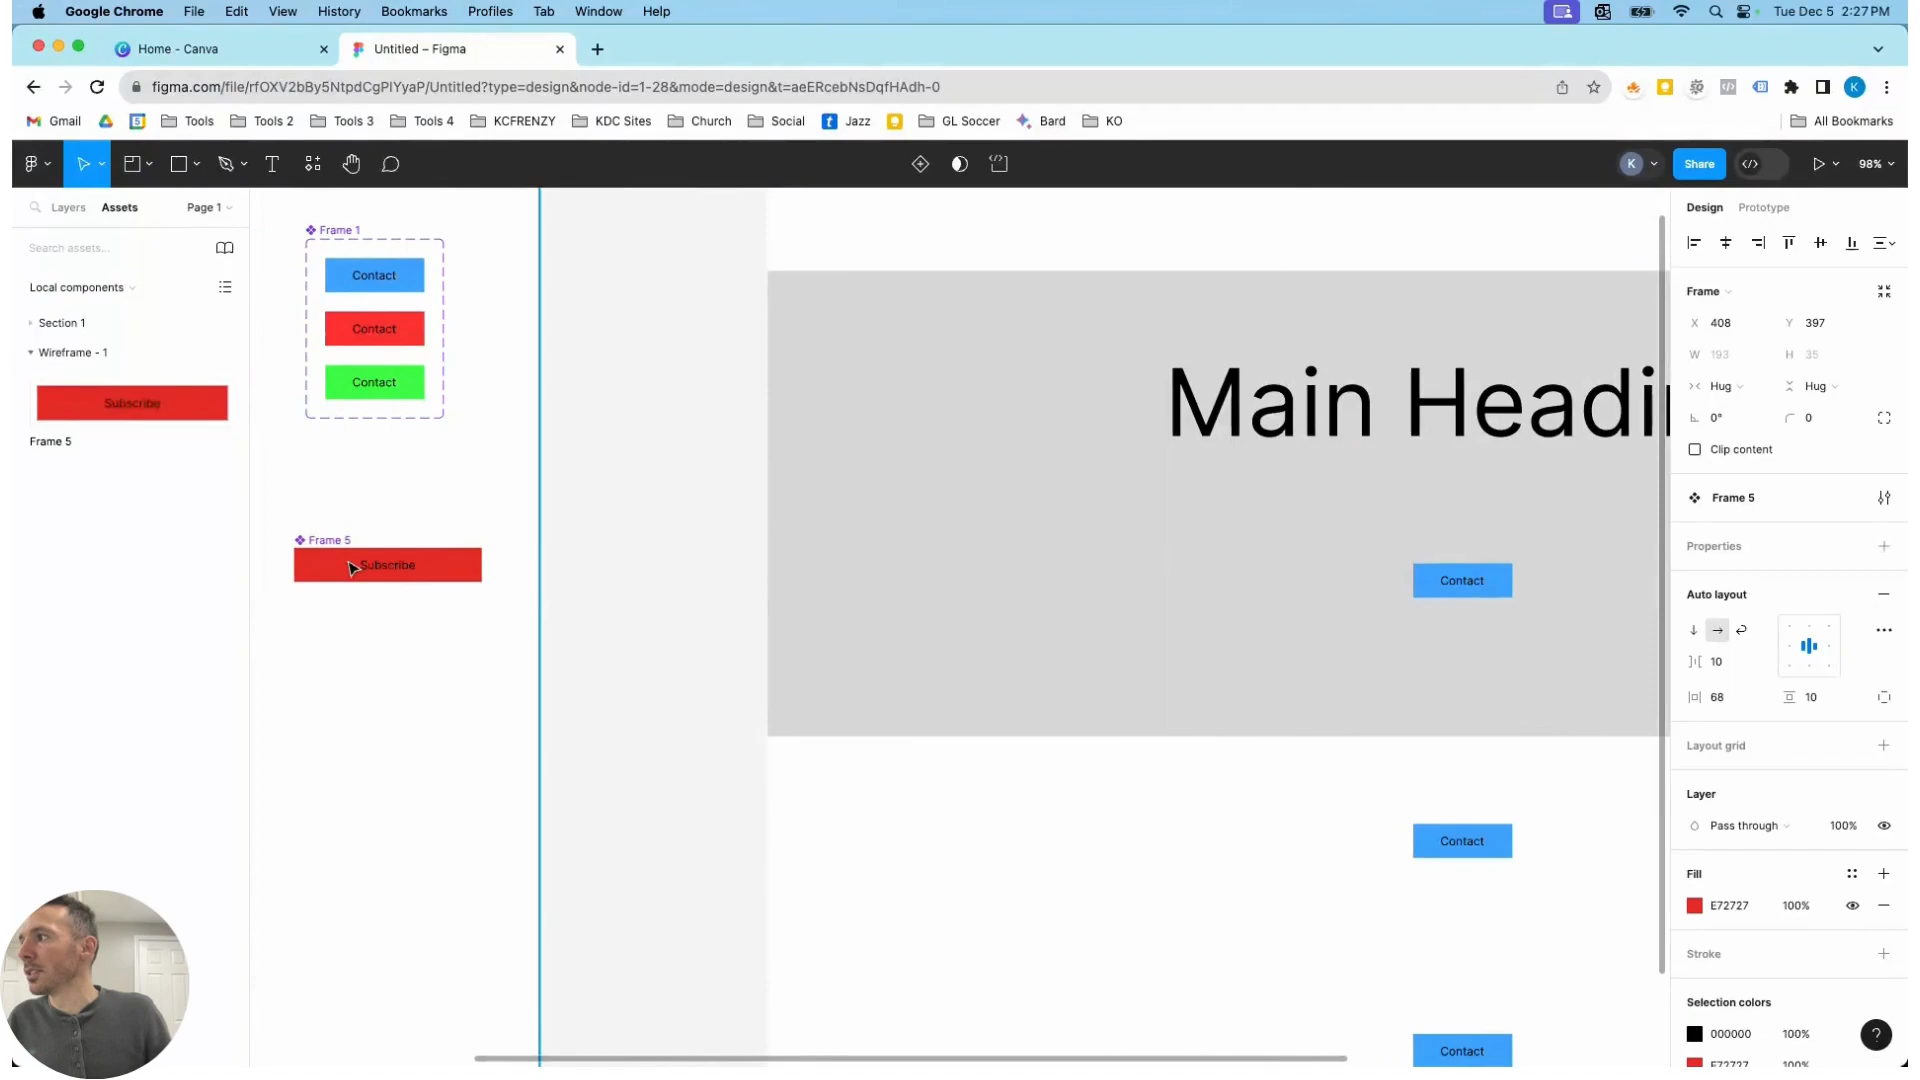 Google Chrome File Edit View History Bookmarks Profiles Tab Window Help Tue Dec 5 2:27 PM
Home - Canva Untitled – Figma
figma.com/file/rfOXV2bBy5NtpdCgPlYyaP/Untitled?type=design&node-id=1-28&mode=design&t=aeERcebNsDqfHAdh-0 K
Gmail 5 Tools Tools 2 Tools 3 Tools 4 KCFRENZY KDC Sites Church Social t Jazz GL Soccer Bard KO All Bookmarks
K Share 98%
Layers Assets Page 1 Design Prototype
Search assets...
Local components
Section 1
Wireframe - 1
Subscribe
Frame 5
Frame 1
Contact
Contact
Contact
Frame 5
Subscribe
Main Headi
Contact
Contact
Contact
Frame
X 408 Y 397
W 193 H 35
Hug Hug
0° 0
Clip content
Frame 5
Properties
Auto layout
10
68 10
Layout grid
Layer
Pass through 100%
Fill
E72727 100%
Stroke
Selection colors
000000 100%
E72727 100%
?